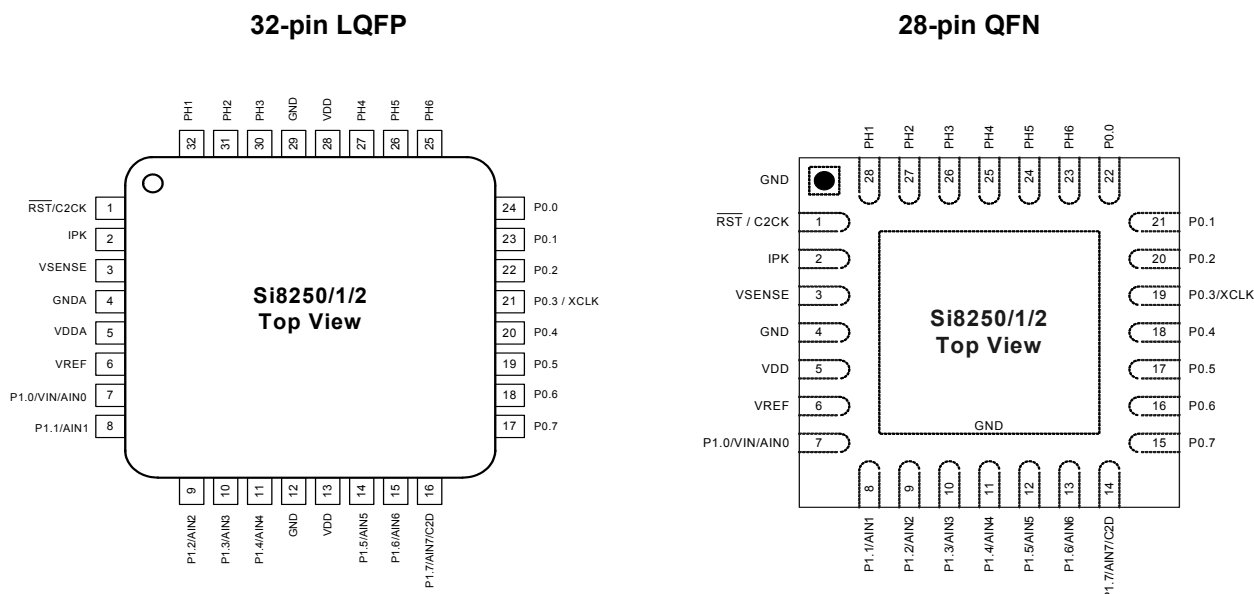 32-pin LQFP
PH1
PH2
PH3
GND
VDD
PH4
PH5
PH6
32
31
30
29
28
27
26
25
RST/C2CK 1
IPK 2
VSENSE 3
GNDA 4
VDDA 5
VREF 6
P1.0/VIN/AIN0 7
P1.1/AIN1 8
Si8250/1/2
Top View
24 P0.0
23 P0.1
22 P0.2
21 P0.3 / XCLK
20 P0.4
19 P0.5
18 P0.6
17 P0.7
9
10
11
12
13
14
15
16
P1.2/AIN2
P1.3/AIN3
P1.4/AIN4
GND
VDD
P1.5/AIN5
P1.6/AIN6
P1.7/AIN7/C2D
28-pin QFN
PH1
PH2
PH3
PH4
PH5
PH6
P0.0
28
27
26
25
24
23
22
GND
RST / C2CK 1
IPK 2
VSENSE 3
GND 4
VDD 5
VREF 6
P1.0/VIN/AIN0 7
Si8250/1/2
Top View
GND
21 P0.1
20 P0.2
19 P0.3/XCLK
18 P0.4
17 P0.5
16 P0.6
15 P0.7
8
9
10
11
12
13
14
P1.1/AIN1
P1.2/AIN2
P1.3/AIN3
P1.4/AIN4
P1.5/AIN5
P1.6/AIN6
P1.7/AIN7/C2D